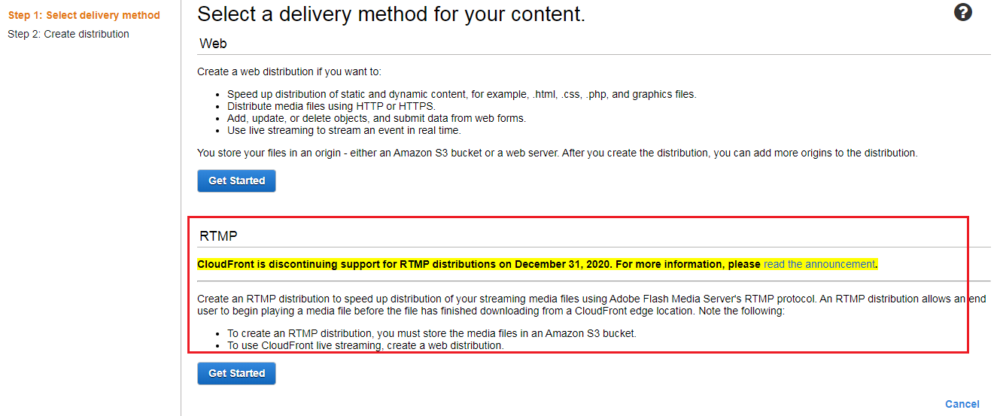 Step 1: Select delivery method
Step 2: Create distribution
Select a delivery method for your content.
?
Web
Create a web distribution if you want to:
• Speed up distribution of static and dynamic content, for example, .html, .css, .php, and graphics files.
• Distribute media files using HTTP or HTTPS.
• Add, update, or delete objects, and submit data from web forms.
• Use live streaming to stream an event in real time.
You store your files in an origin - either an Amazon S3 bucket or a web server. After you create the distribution, you can add more origins to the distribution.
Get Started
RTMP
CloudFront is discontinuing support for RTMP distributions on December 31, 2020. For more information, please read the announcement.
Create an RTMP distribution to speed up distribution of your streaming media files using Adobe Flash Media Server's RTMP protocol. An RTMP distribution allows an end
user to begin playing a media file before the file has finished downloading from a CloudFront edge location. Note the following:
• To create an RTMP distribution, you must store the media files in an Amazon S3 bucket.
• To use CloudFront live streaming, create a web distribution.
Get Started
Cancel